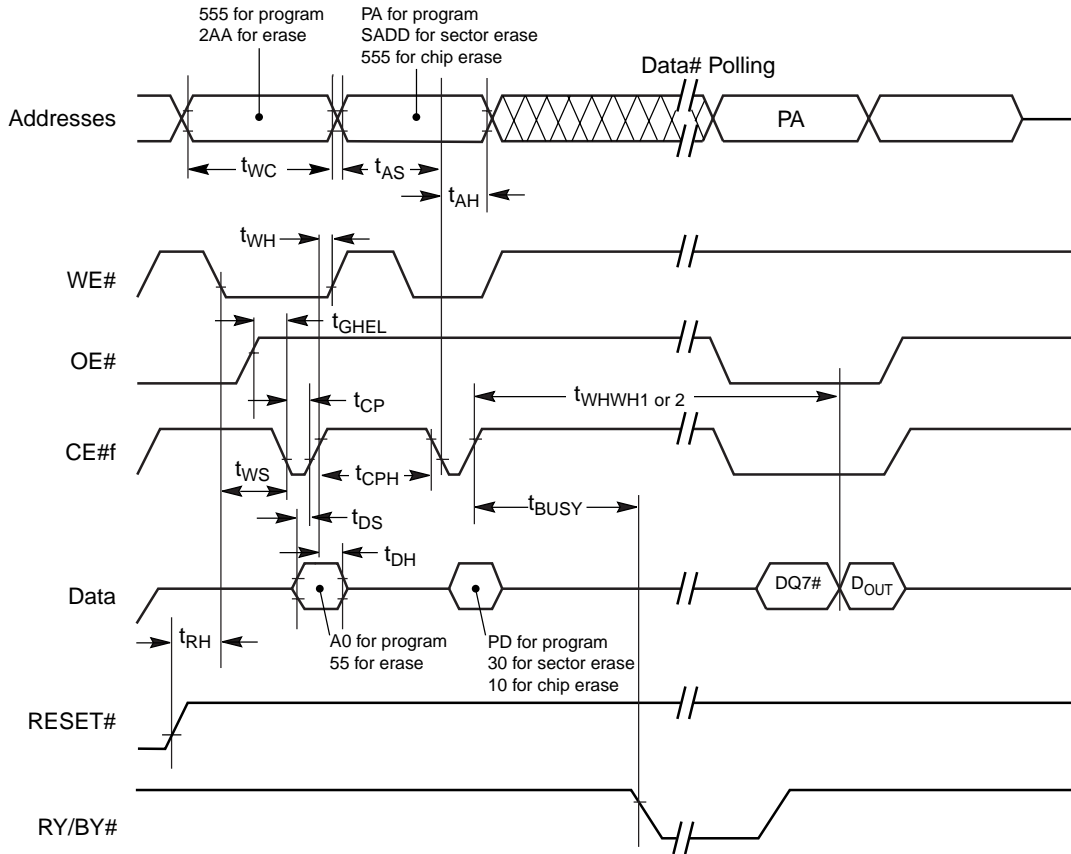 555 for program
2AA for erase
PA for program
SADD for sector erase
555 for chip erase
Data# Polling
Addresses
PA
tWC
tAS
tAH
tWH
WE#
tGHEL
OE#
tWHWH1 or 2
tCP
CE#f
tWS
tCPH
tBUSY
tDS
tDH
Data
DQ7#
DOUT
tRH
A0 for program
55 for erase
PD for program
30 for sector erase
10 for chip erase
RESET#
RY/BY#